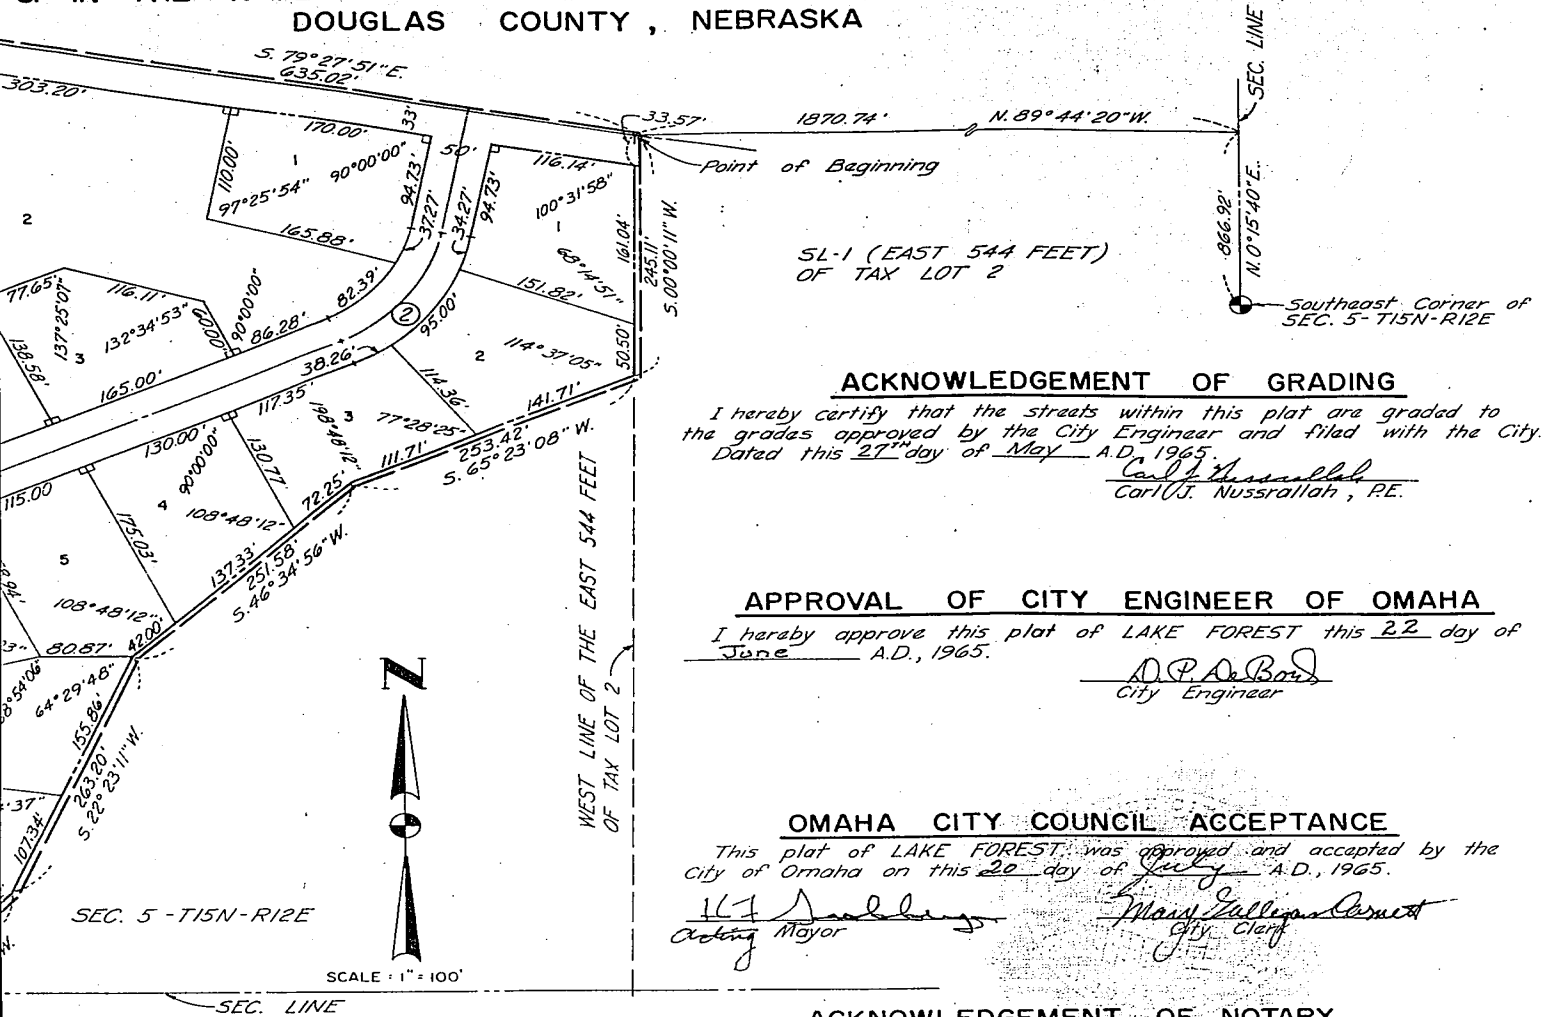 DOUGLAS COUNTY, NEBRASKA
S. 79°27'51"E.
635.02'
303.20'
33.57'
1870.74'
N. 89°44'20"W.
SEC. LINE
Point of Beginning
866.92'
N.0°15'40"E.
Southeast Corner of
SEC. 5-T15N-R12E
SL-1 (EAST 544 FEET)
OF TAX LOT 2
110.00'
170.00'
1
90°00'00"
97°25'54"
165.88'
33'
50'
94.73'
37.27'
34.27'
94.73'
116.14'
100°31'58"
1
68°14'51"
161.04'
245.11'
S.00°00'11"W.
151.82'
50.50'
2
77.65'
137°25'07"
116.11'
132°34'53"
60.00'
90°00'00"
86.28'
82.39'
2
95.00'
138.58'
3
165.00'
38.26'
2
114°37'05"
114.36'
141.71'
117.35'
3
198°48'12"
77°28'25"
111.71'
253.42'
S. 65°23'08"W.
130.00'
90°00'00"
130.77'
72.25'
115.00
4
108°48'12"
175.03'
137.33'
251.58'
S.46°34'56"W.
5
108°48'12"
42.00'
80.87'
64°29'48"
155.86'
263.20'
S.22°23'11"W.
107.34'
WEST LINE OF THE EAST 544 FEET
OF TAX LOT 2
N
SCALE : 1" = 100'
SEC. 5 -T15N-R12E
SEC. LINE
ACKNOWLEDGEMENT OF GRADING
I hereby certify that the streets within this plat are graded to
the grades approved by the City Engineer and filed with the City.
Dated this 27TH day of May A.D. 1965.
Carl J. Nussrallah
Carl J. Nussrallah, P.E.
APPROVAL OF CITY ENGINEER OF OMAHA
I hereby approve this plat of LAKE FOREST this 22 day of
June A.D., 1965.
D.P. DeBord
City Engineer
OMAHA CITY COUNCIL ACCEPTANCE
This plat of LAKE FOREST was approved and accepted by the
City of Omaha on this 20 day of July A.D., 1965.
Acting Mayor
Mary Galligan Carnett
City Clerk
ACKNOWLEDGEMENT OF NOTARY